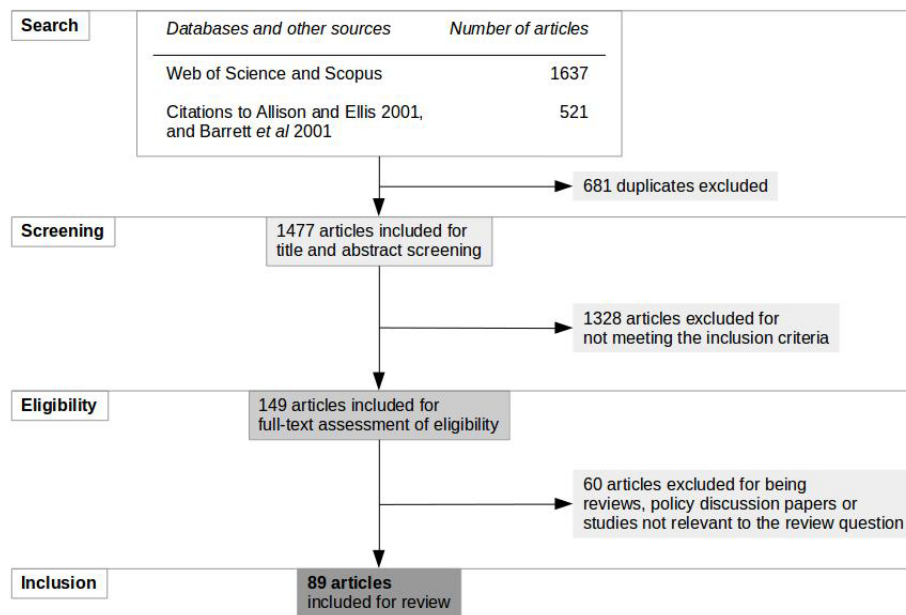 Search
Databases and other sources Number of articles
Web of Science and Scopus 1637
Citations to Allison and Ellis 2001, 521
and Barrett et al 2001
681 duplicates excluded
Screening
1477 articles included for
title and abstract screening
1328 articles excluded for
not meeting the inclusion criteria
Eligibility
149 articles included for
full-text assessment of eligibility
60 articles excluded for being
reviews, policy discussion papers or
studies not relevant to the review question
Inclusion
89 articles
included for review